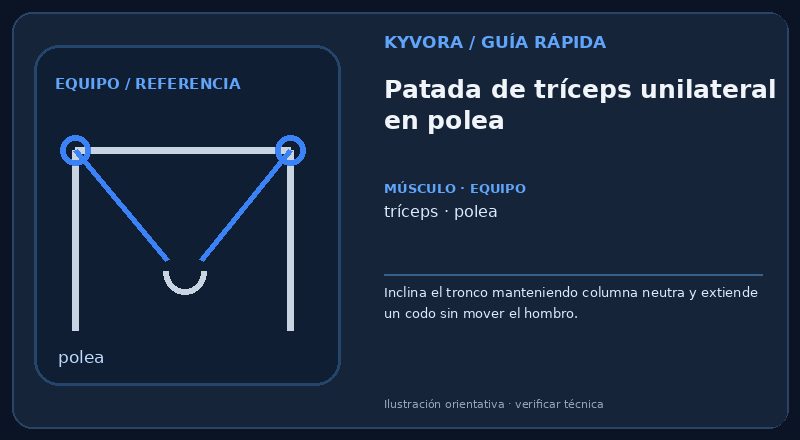 EQUIPO / REFERENCIA
polea
KYVORA / GUÍA RÁPIDA
Patada de tríceps unilateral
en polea
MÚSCULO · EQUIPO
tríceps · polea
Inclina el tronco manteniendo columna neutra y extiende
un codo sin mover el hombro.
Ilustración orientativa · verificar técnica